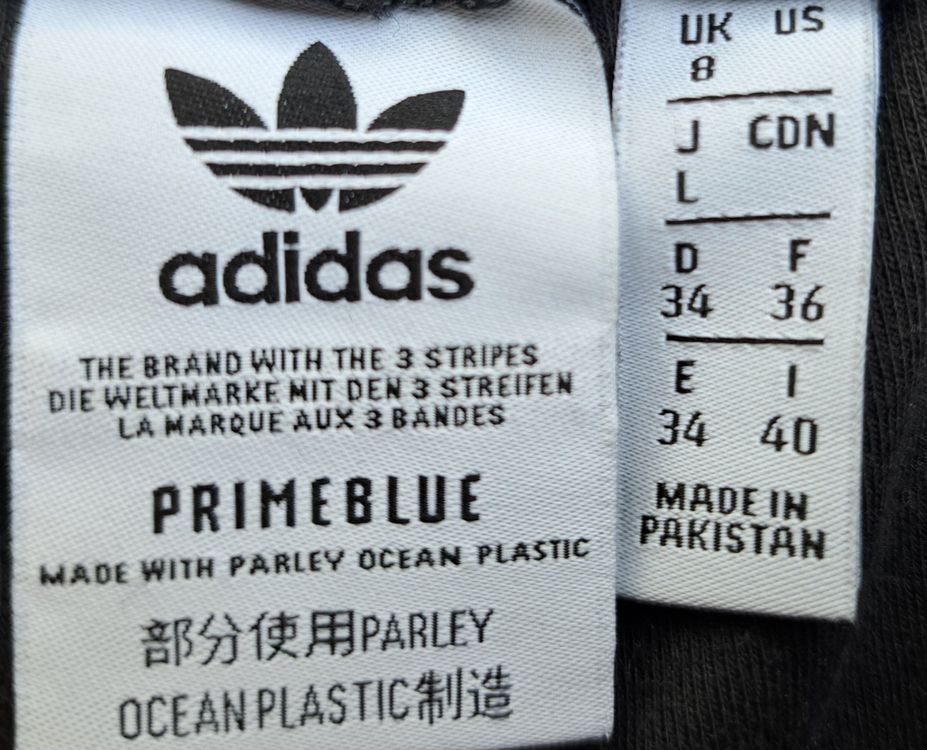 adidas
THE BRAND WITH THE 3 STRIPES
DIE WELTMARKE MIT DEN 3 STREIFEN
LA MARQUE AUX 3 BANDES
PRIMEBLUE
MADE WITH PARLEY OCEAN PLASTIC
部分使用PARLEY
OCEAN PLASTIC制造
UK US
8
J CDN
L
D F
34 36
E I
34 40
MADE IN
PAKISTAN